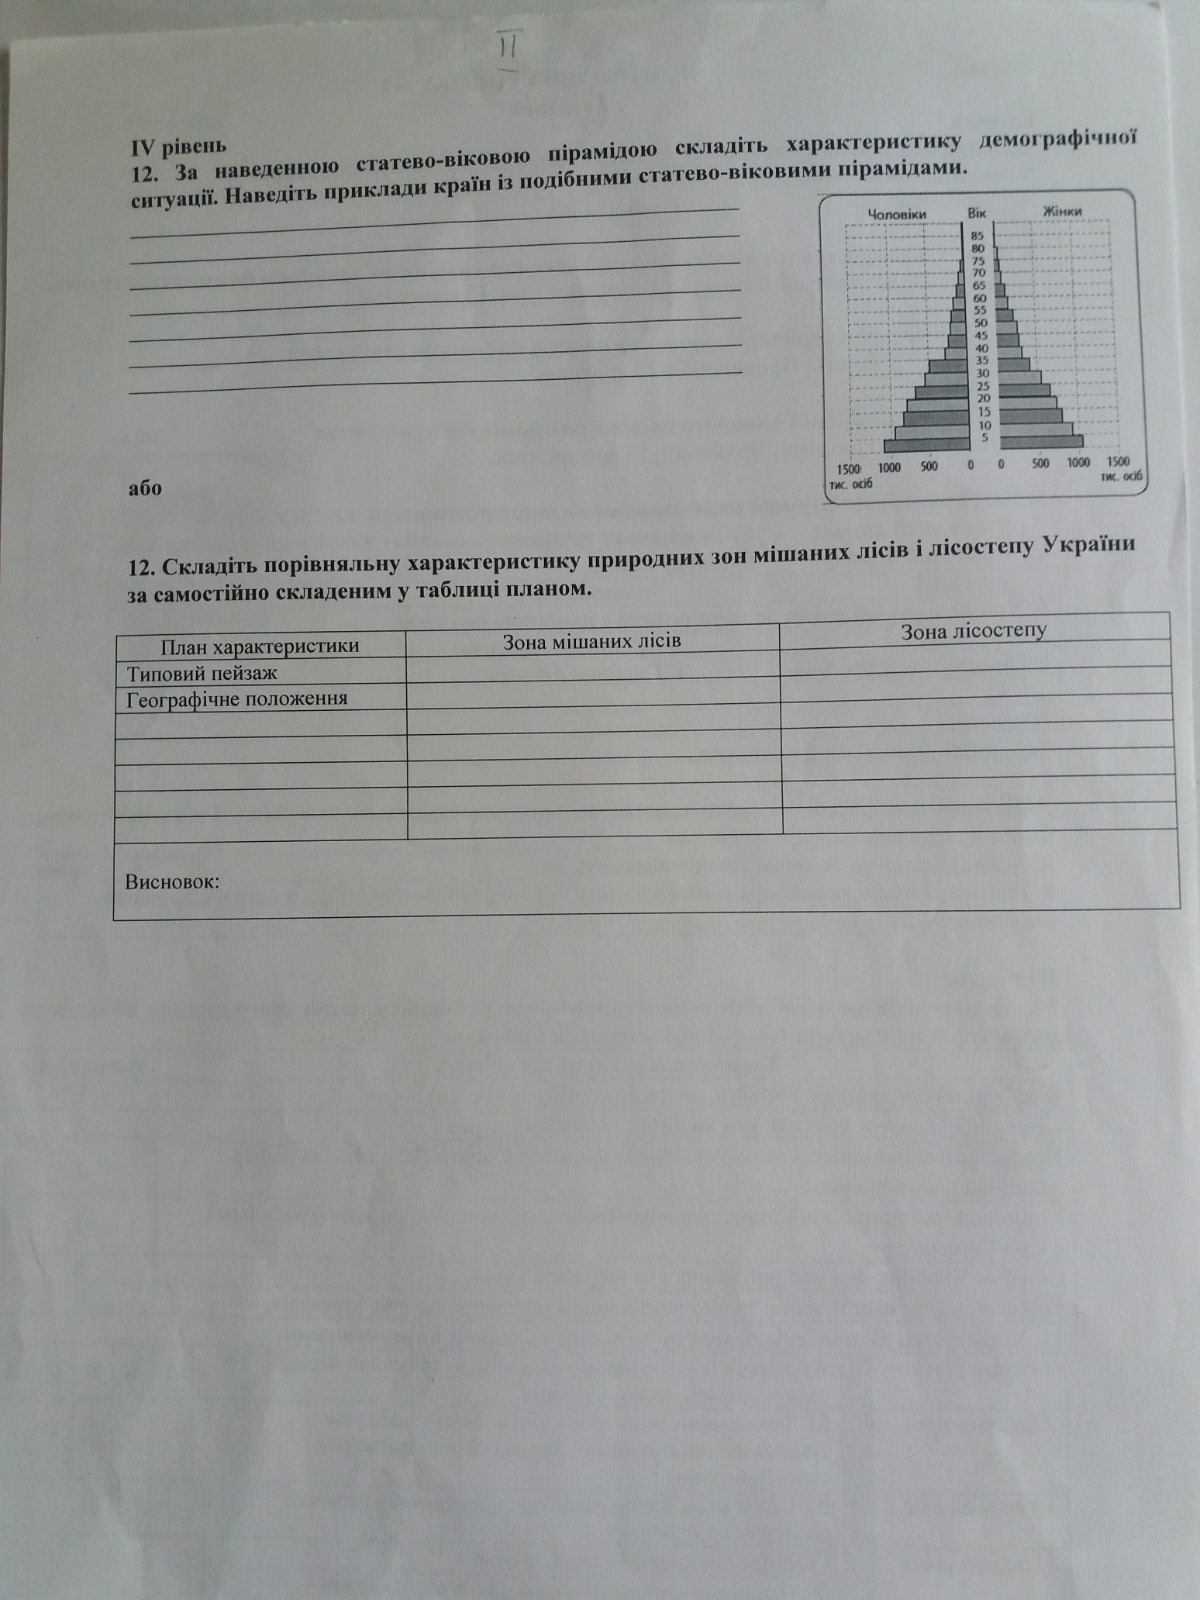 11
IV рівень
12. За наведенною статево-віковою пірамідою складіть характеристику демографічної
ситуації. Наведіть приклади країн із подібними статево-віковими пірамідами.
Чоловіки Вік Жінки
85
80
75
70
65
60
55
50
45
40
35
30
25
20
15
10
5
1500 1000 500 0 0 500 1000 1500
тис. осіб тис. осіб
або
12. Складіть порівняльну характеристику природних зон мішаних лісів і лісостепу України
за самостійно складеним у таблиці планом.
План характеристики Зона мішаних лісів Зона лісостепу
Типовий пейзаж
Географічне положення
Висновок: